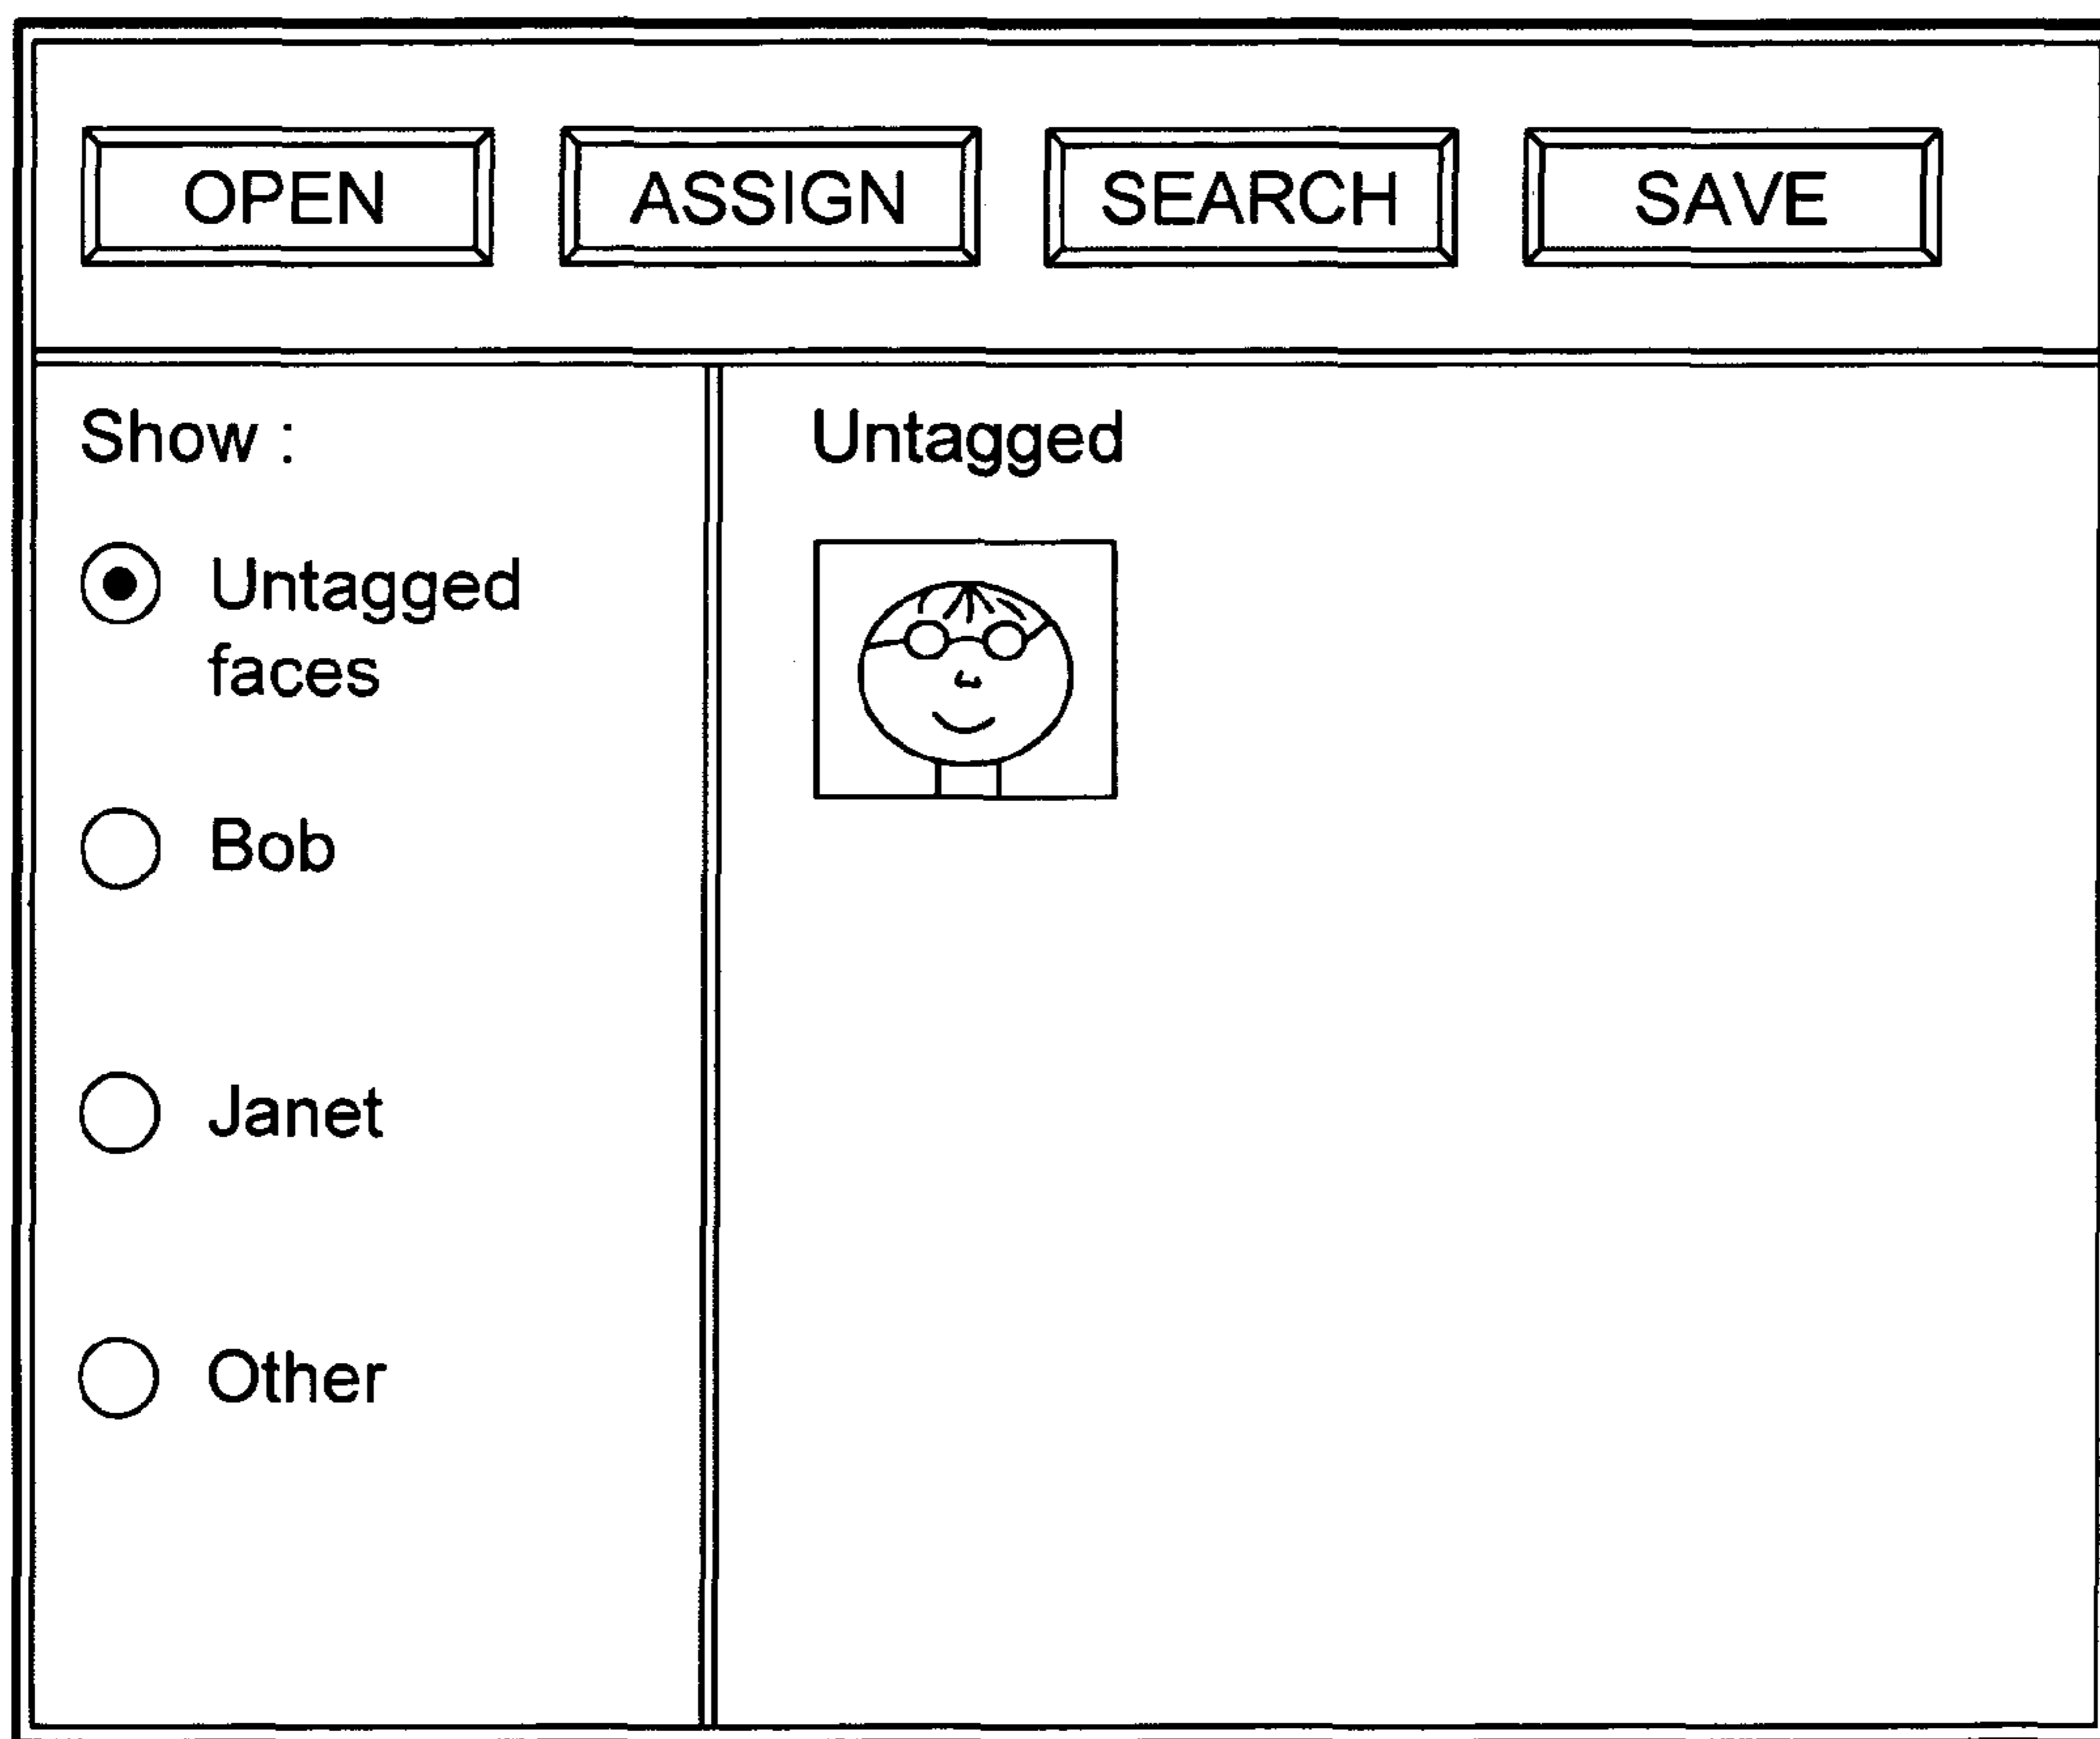 OPEN ASSIGN SEARCH SAVE
Show :
Untagged
faces
Bob
Janet
Other
Untagged